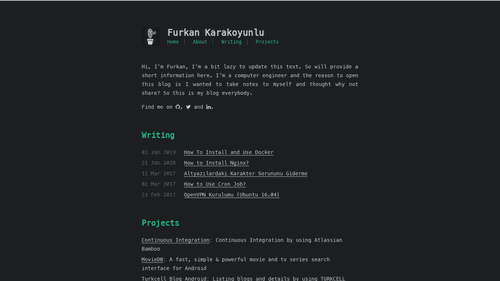 Furkan Karakoyunlu
Home | About | Writing | Projects
Hi, I'm Furkan, I'm a bit lazy to update this text. So will provide a
short information here. I'm a computer engineer and the reason to open
this blog is I wanted to take notes to myself and thought why not
share? So this is my blog everybody.
Find me on , and .
Writing
02 Jan 2019 How To Install and Use Docker
21 Jan 2018 How to Install Nginx?
11 Mar 2017 Altyazılardaki Karakter Sorununu Giderme
02 Mar 2017 How to Use Cron Job?
23 Feb 2017 OpenVPN Kurulumu (Ubuntu 16.04)
Projects
Continuous Integration: Continuous Integration by using Atlassian
Bamboo
MovieDB: A fast, simple & powerful movie and tv series search
interface for Android
Turkcell Blog Android: Listing blogs and details by using TURKCELL